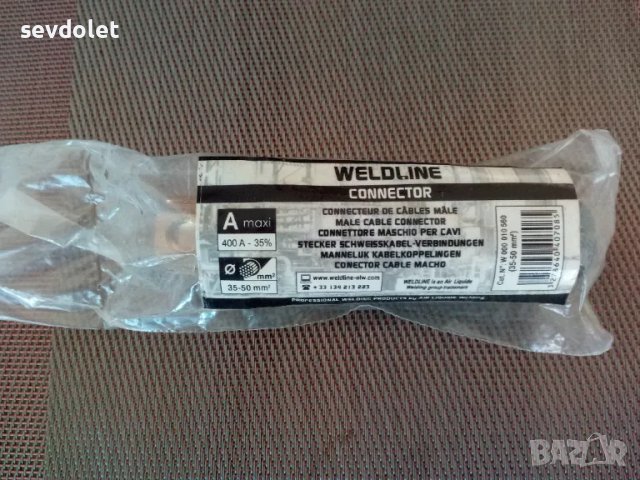 sevdolet
WELDLINE
CONNECTOR
A maxi
400 A - 35%
Ø mm²
35-50 mm²
CONNECTEUR DE CÂBLES MÂLE
MALE CABLE CONNECTOR
CONNETTORE MASCHIO PER CAVI
STECKER SCHWEISSKABEL-VERBINDUNGEN
MANNELIJK KABELKOPPELINGEN
CONECTOR CABLE MACHO
www.weldline-alw.com
+ 33 134 213 333
WELDLINE is an Air Liquide
Welding group trademark
PROFESSIONAL WELDING PRODUCTS by AIR LIQUIDE Welding.
Cat. N° W 000 010 560
(35-50 mm²)
BAZAR